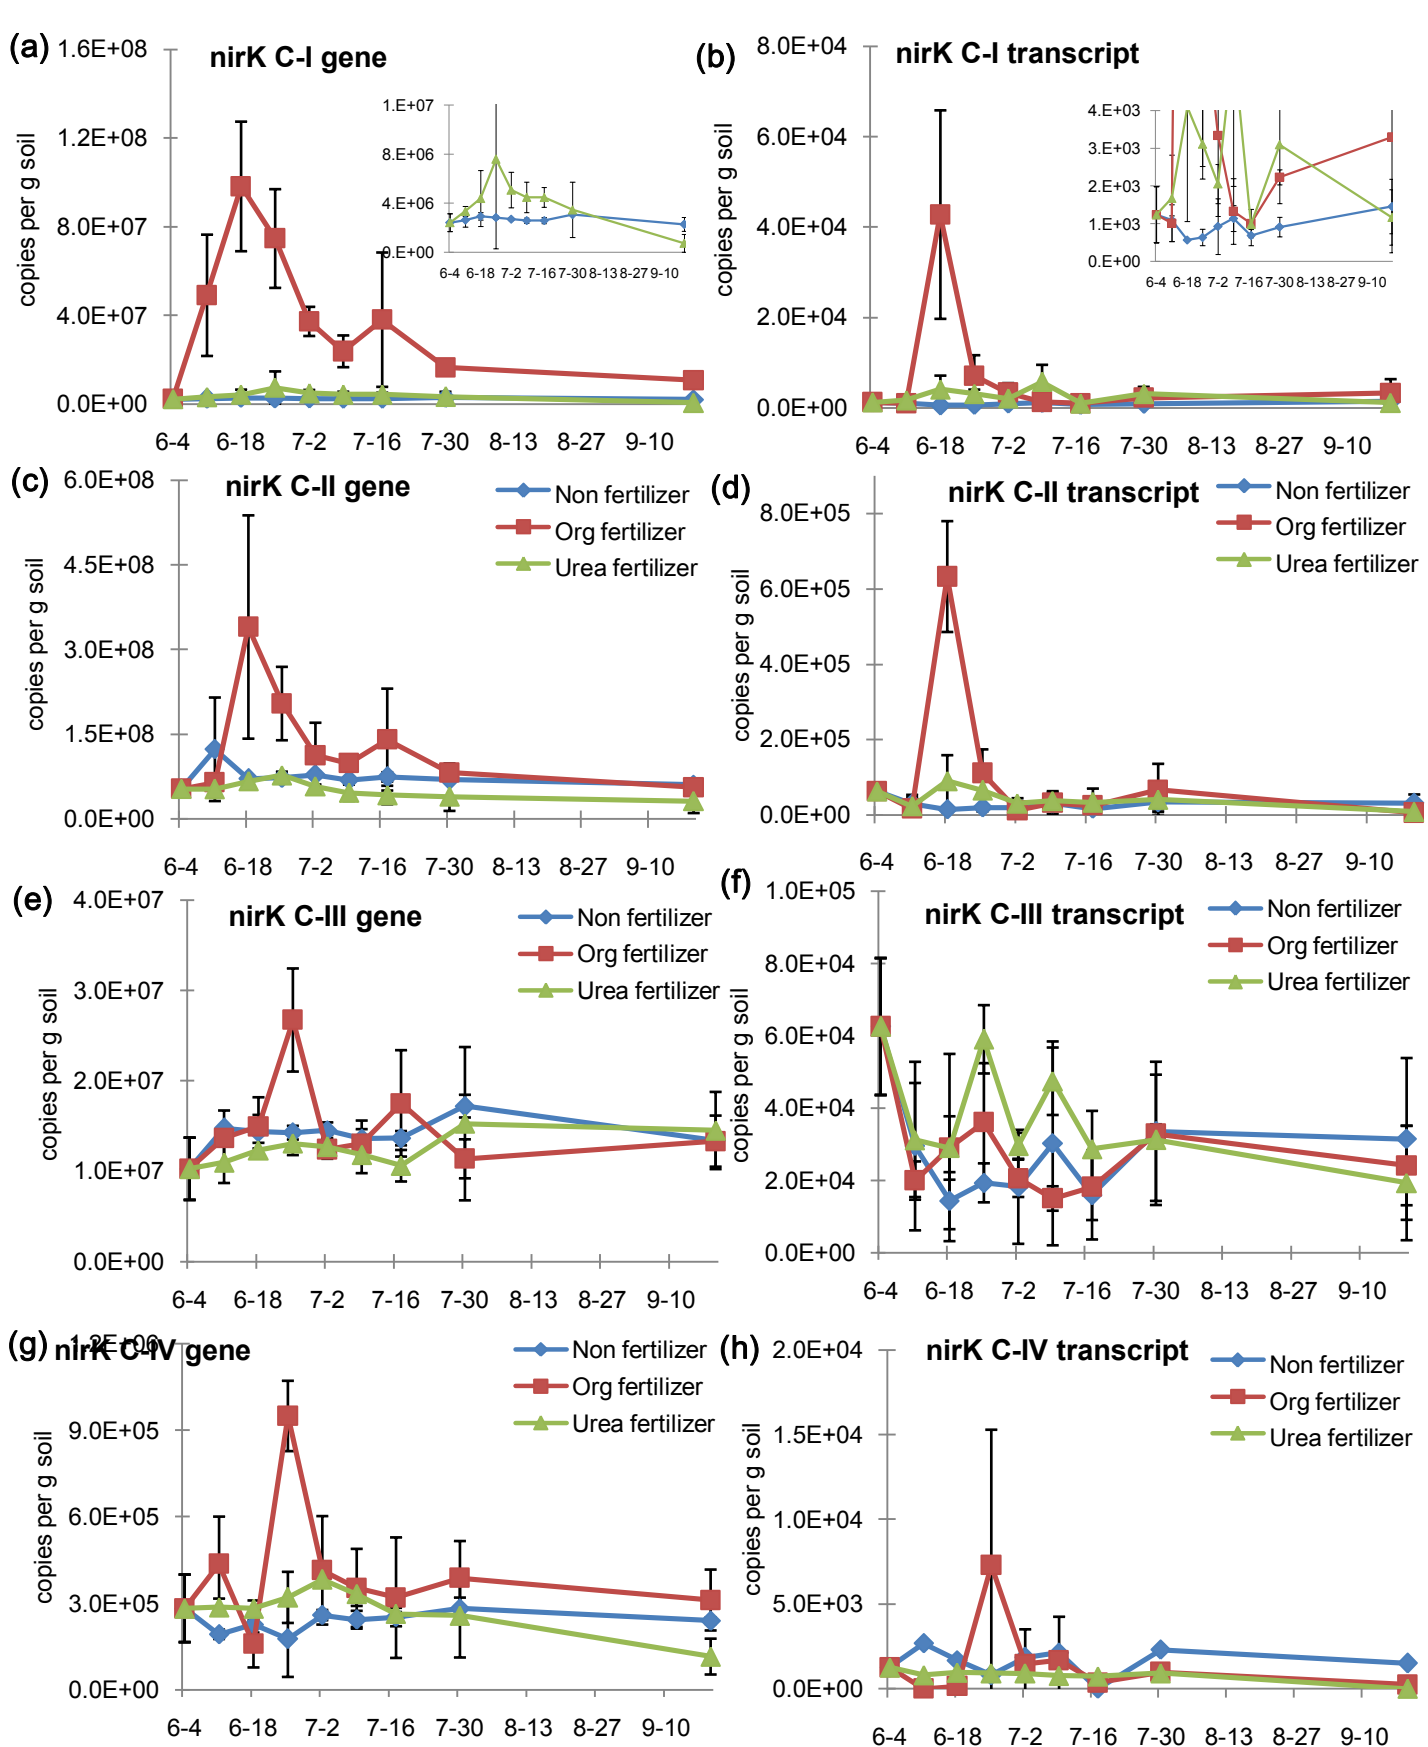 (a)
nirK C-I gene
copies per g soil
1.6E+08
1.2E+08
8.0E+07
4.0E+07
0.0E+00
6-4 6-18 7-2 7-16 7-30 8-13 8-27 9-10
1.E+07
8.E+06
4.E+06
0.E+00
6-4 6-18 7-2 7-16 7-30 8-13 8-27 9-10
(b)
nirK C-I transcript
copies per g soil
8.0E+04
6.0E+04
4.0E+04
2.0E+04
0.0E+00
6-4 6-18 7-2 7-16 7-30 8-13 8-27 9-10
4.E+03
3.E+03
2.E+03
1.E+03
0.E+00
6-4 6-18 7-2 7-16 7-30 8-13 8-27 9-10
(c)
nirK C-II gene
copies per g soil
6.0E+08
4.5E+08
3.0E+08
1.5E+08
0.0E+00
6-4 6-18 7-2 7-16 7-30 8-13 8-27 9-10
Non fertilizer
Org fertilizer
Urea fertilizer
(d)
nirK C-II transcript
copies per g soil
8.0E+05
6.0E+05
4.0E+05
2.0E+05
0.0E+00
6-4 6-18 7-2 7-16 7-30 8-13 8-27 9-10
Non fertilizer
Org fertilizer
Urea fertilizer
(e)
nirK C-III gene
copies per g soil
4.0E+07
3.0E+07
2.0E+07
1.0E+07
0.0E+00
6-4 6-18 7-2 7-16 7-30 8-13 8-27 9-10
Non fertilizer
Org fertilizer
Urea fertilizer
(f)
nirK C-III transcript
copies per g soil
1.0E+05
8.0E+04
6.0E+04
4.0E+04
2.0E+04
0.0E+00
6-4 6-18 7-2 7-16 7-30 8-13 8-27 9-10
Non fertilizer
Org fertilizer
Urea fertilizer
(g)
nirK C-IV gene
copies per g soil
1.2E+06
9.0E+05
6.0E+05
3.0E+05
0.0E+00
6-4 6-18 7-2 7-16 7-30 8-13 8-27 9-10
Non fertilizer
Org fertilizer
Urea fertilizer
(h)
nirK C-IV transcript
copies per g soil
2.0E+04
1.5E+04
1.0E+04
5.0E+03
0.0E+00
6-4 6-18 7-2 7-16 7-30 8-13 8-27 9-10
Non fertilizer
Org fertilizer
Urea fertilizer